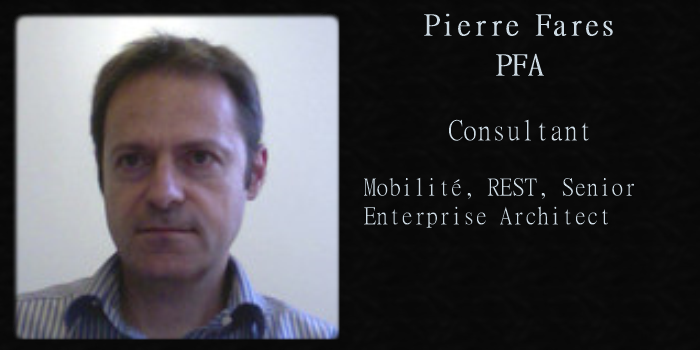 Pierre Fares
PFA
Consultant
Mobilité, REST, Senior
Enterprise Architect